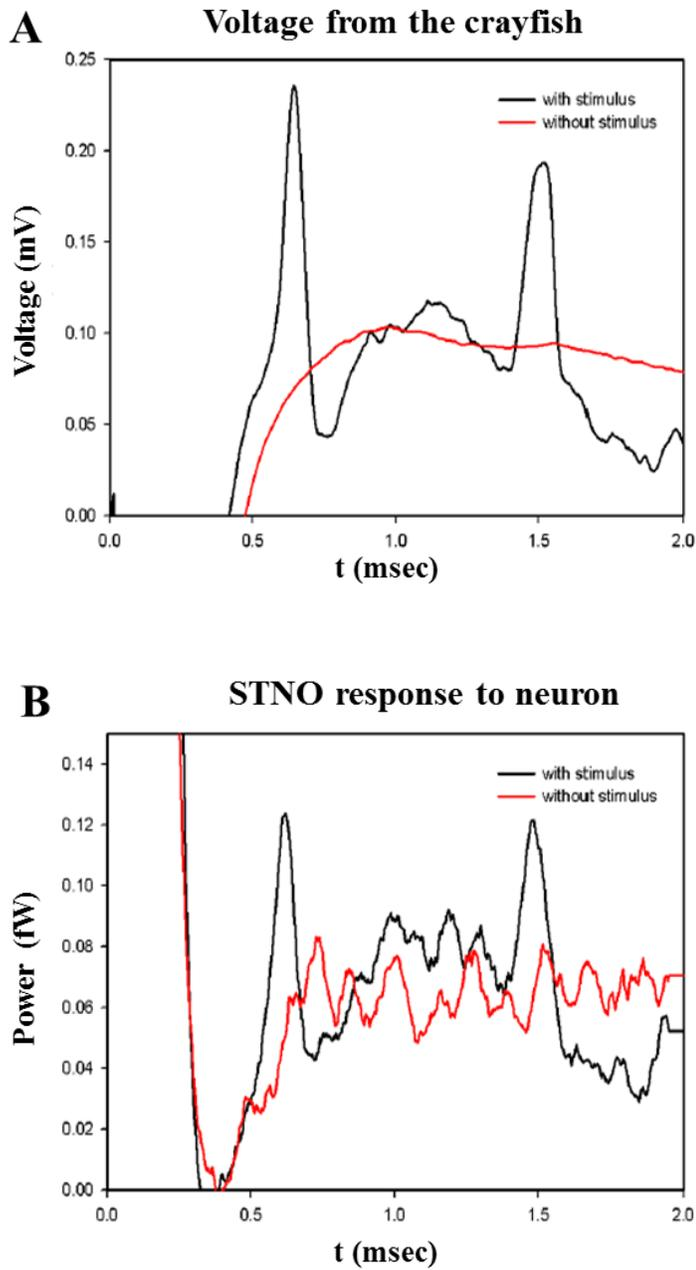 A
Voltage from the crayfish
0.25
0.20
0.15
0.10
0.05
0.00
Voltage (mV)
with stimulus
without stimulus
0.0 0.5 1.0 1.5 2.0
t (msec)
B
STNO response to neuron
0.14
0.12
0.10
0.08
0.06
0.04
0.02
0.00
Power (fW)
with stimulus
without stimulus
0.0 0.5 1.0 1.5 2.0
t (msec)